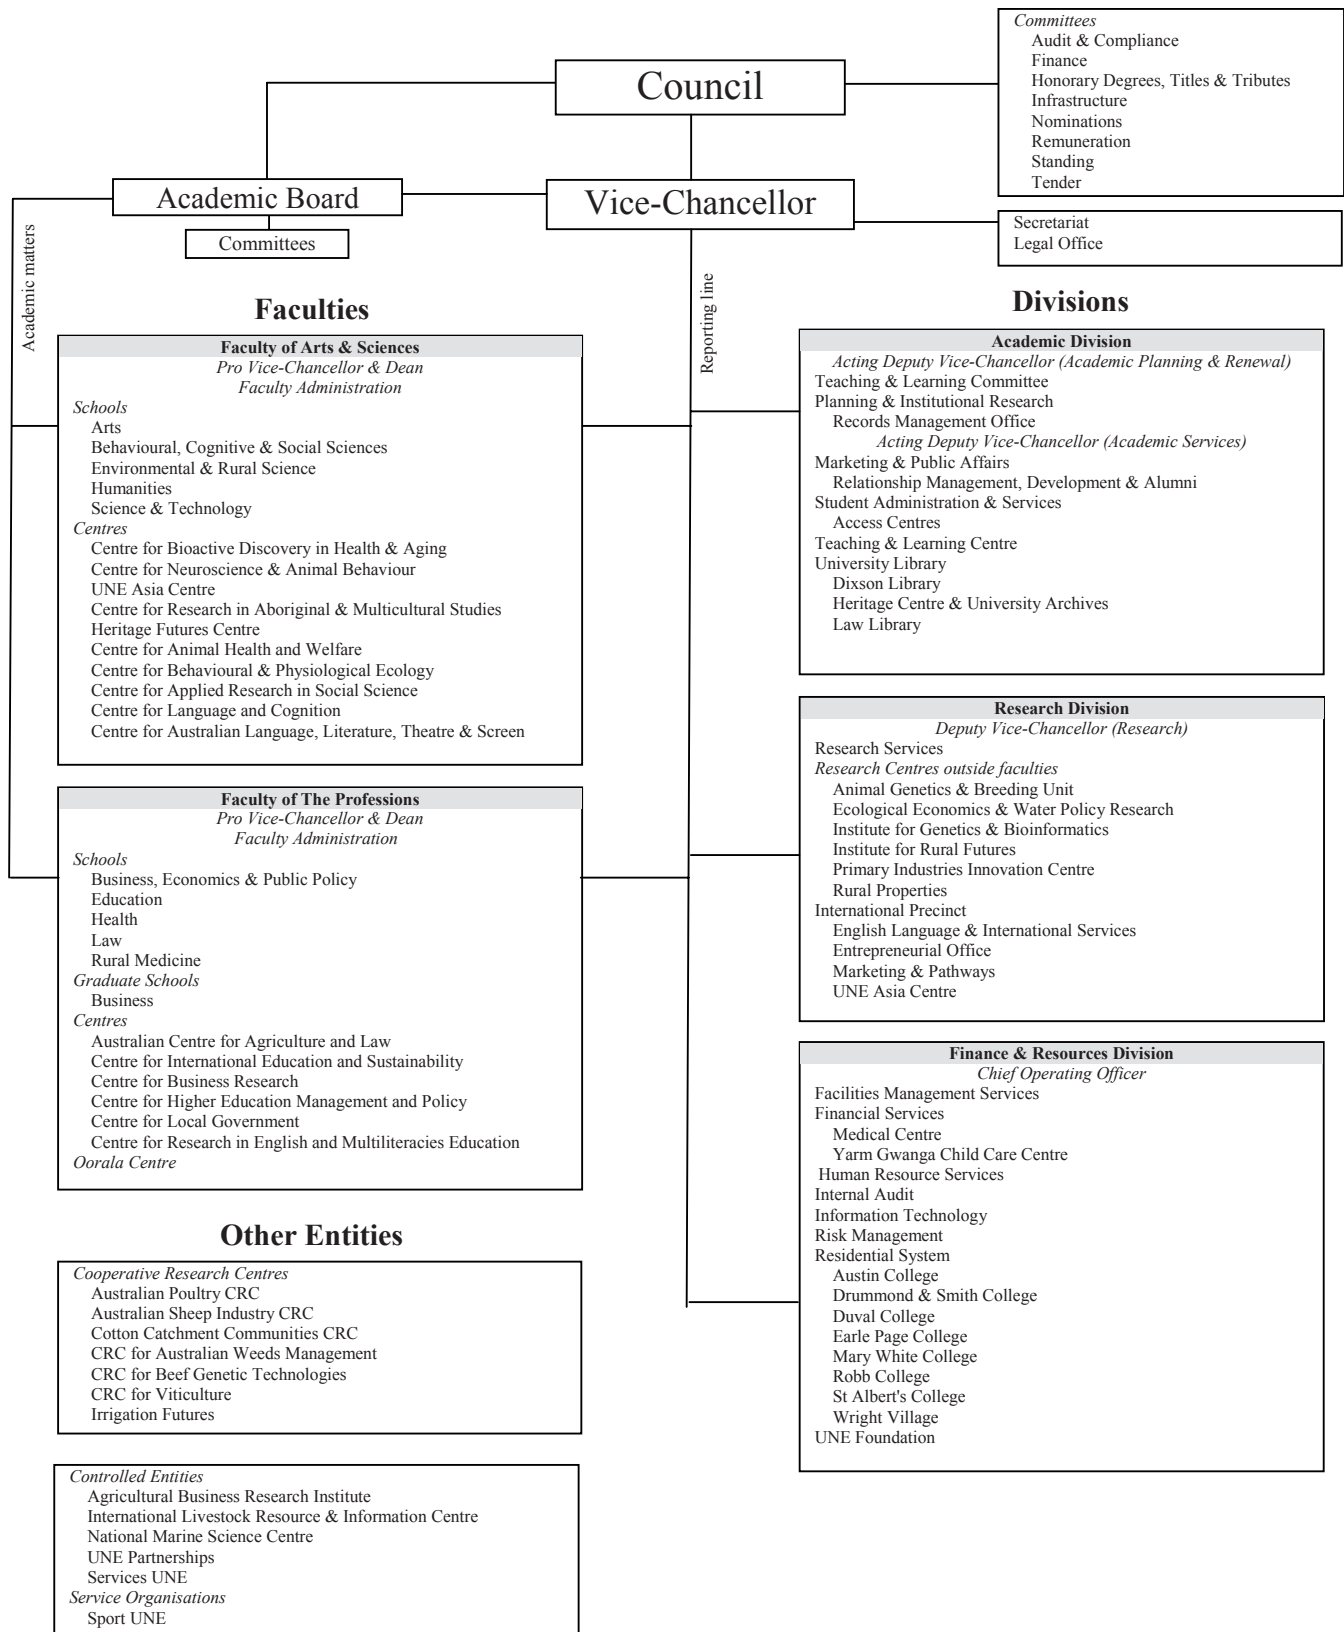 Council
Committees
Audit & Compliance
Finance
Honorary Degrees, Titles & Tributes
Infrastructure
Nominations
Remuneration
Standing
Tender
Academic Board
Vice-Chancellor
Committees
Secretariat
Legal Office
Academic matters
Reporting line
Faculties
Faculty of Arts & Sciences
Pro Vice-Chancellor & Dean
Faculty Administration
Schools
Arts
Behavioural, Cognitive & Social Sciences
Environmental & Rural Science
Humanities
Science & Technology
Centres
Centre for Bioactive Discovery in Health & Aging
Centre for Neuroscience & Animal Behaviour
UNE Asia Centre
Centre for Research in Aboriginal & Multicultural Studies
Heritage Futures Centre
Centre for Animal Health and Welfare
Centre for Behavioural & Physiological Ecology
Centre for Applied Research in Social Science
Centre for Language and Cognition
Centre for Australian Language, Literature, Theatre & Screen
Faculty of The Professions
Pro Vice-Chancellor & Dean
Faculty Administration
Schools
Business, Economics & Public Policy
Education
Health
Law
Rural Medicine
Graduate Schools
Business
Centres
Australian Centre for Agriculture and Law
Centre for International Education and Sustainability
Centre for Business Research
Centre for Higher Education Management and Policy
Centre for Local Government
Centre for Research in English and Multiliteracies Education
Oorala Centre
Other Entities
Cooperative Research Centres
Australian Poultry CRC
Australian Sheep Industry CRC
Cotton Catchment Communities CRC
CRC for Australian Weeds Management
CRC for Beef Genetic Technologies
CRC for Viticulture
Irrigation Futures
Controlled Entities
Agricultural Business Research Institute
International Livestock Resource & Information Centre
National Marine Science Centre
UNE Partnerships
Services UNE
Service Organisations
Sport UNE
Divisions
Academic Division
Acting Deputy Vice-Chancellor (Academic Planning & Renewal)
Teaching & Learning Committee
Planning & Institutional Research
Records Management Office
Acting Deputy Vice-Chancellor (Academic Services)
Marketing & Public Affairs
Relationship Management, Development & Alumni
Student Administration & Services
Access Centres
Teaching & Learning Centre
University Library
Dixson Library
Heritage Centre & University Archives
Law Library
Research Division
Deputy Vice-Chancellor (Research)
Research Services
Research Centres outside faculties
Animal Genetics & Breeding Unit
Ecological Economics & Water Policy Research
Institute for Genetics & Bioinformatics
Institute for Rural Futures
Primary Industries Innovation Centre
Rural Properties
International Precinct
English Language & International Services
Entrepreneurial Office
Marketing & Pathways
UNE Asia Centre
Finance & Resources Division
Chief Operating Officer
Facilities Management Services
Financial Services
Medical Centre
Yarm Gwanga Child Care Centre
Human Resource Services
Internal Audit
Information Technology
Risk Management
Residential System
Austin College
Drummond & Smith College
Duval College
Earle Page College
Mary White College
Robb College
St Albert's College
Wright Village
UNE Foundation